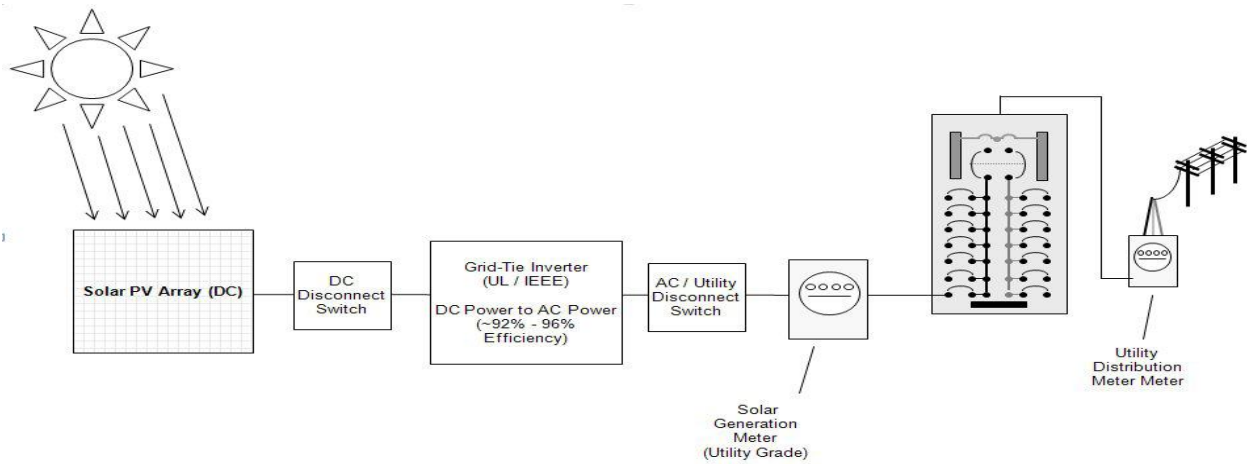 Solar PV Array (DC)
DC
Disconnect
Switch
Grid-Tie Inverter
(UL / IEEE)
DC Power to AC Power
(~92% - 96%
Efficiency)
AC / Utility
Disconnect
Switch
Solar
Generation
Meter
(Utility Grade)
Utility
Distribution
Meter Meter